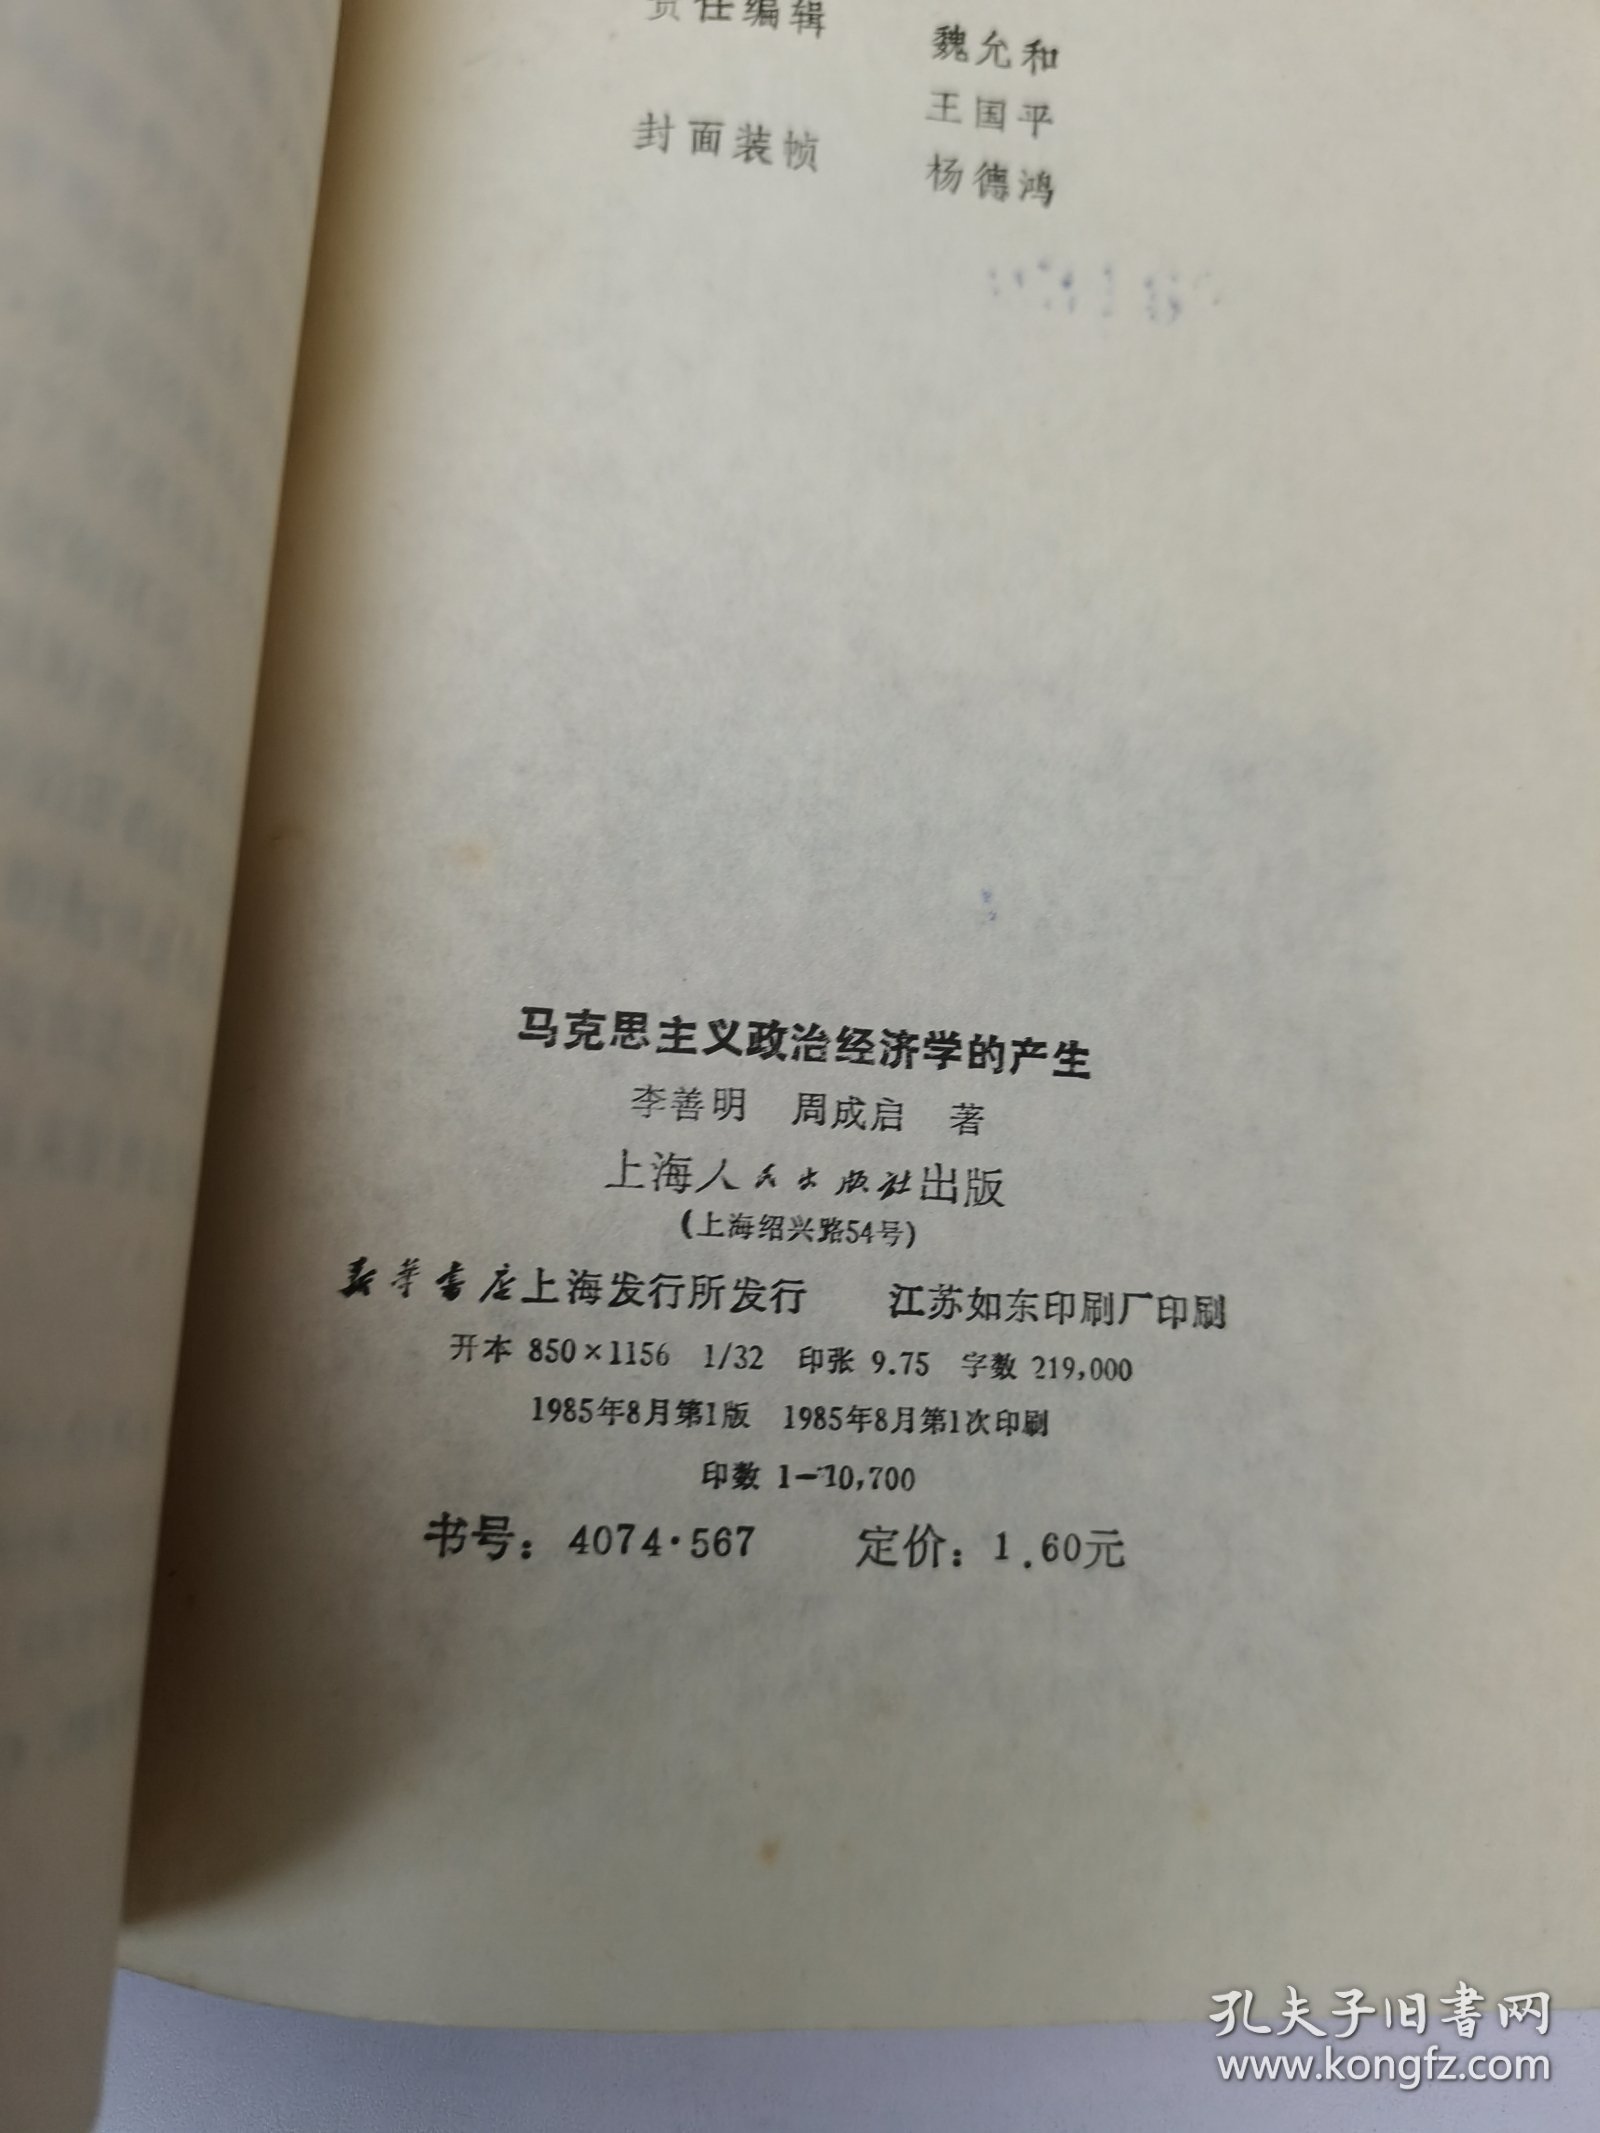 责任编辑 魏允和
王国平
封面装帧 杨德鸿
马克思主义政治经济学的产生
李善明 周成启 著
上海人民出版社出版
(上海绍兴路54号)
新华书店上海发行所发行 江苏如东印刷厂印刷
开本 850×1156 1/32 印张 9.75 字数 219,000
1985年8月第1版 1985年8月第1次印刷
印数 1—10,700
书号：4074·567 定价：1.60元
孔夫子旧书网
www.kongfz.com